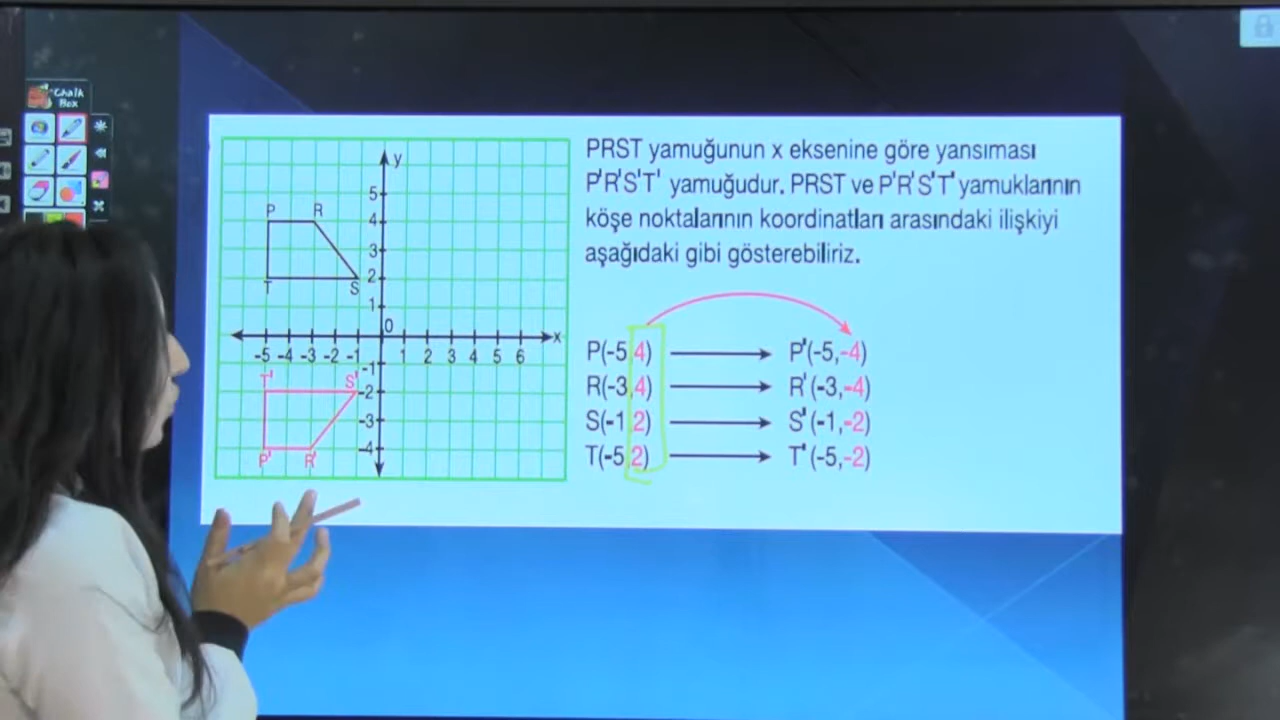 Chalk
Box
PRST yamuğunun x eksenine göre yansıması
P'R'S'T' yamuğudur. PRST ve P'R'S'T' yamuklarının
köşe noktalarının koordinatları arasındaki ilişkiyi
aşağıdaki gibi gösterebiliriz.
P(-5,4) P'(-5,-4)
R(-3,4) R'(-3,-4)
S(-1,2) S'(-1,-2)
T(-5,2) T'(-5,-2)
y
5
P R 4
3
T S 2
1
0
x
-5 -4 -3 -2 -1 1 2 3 4 5 6
-1
T' S' -2
-3
P' R' -4